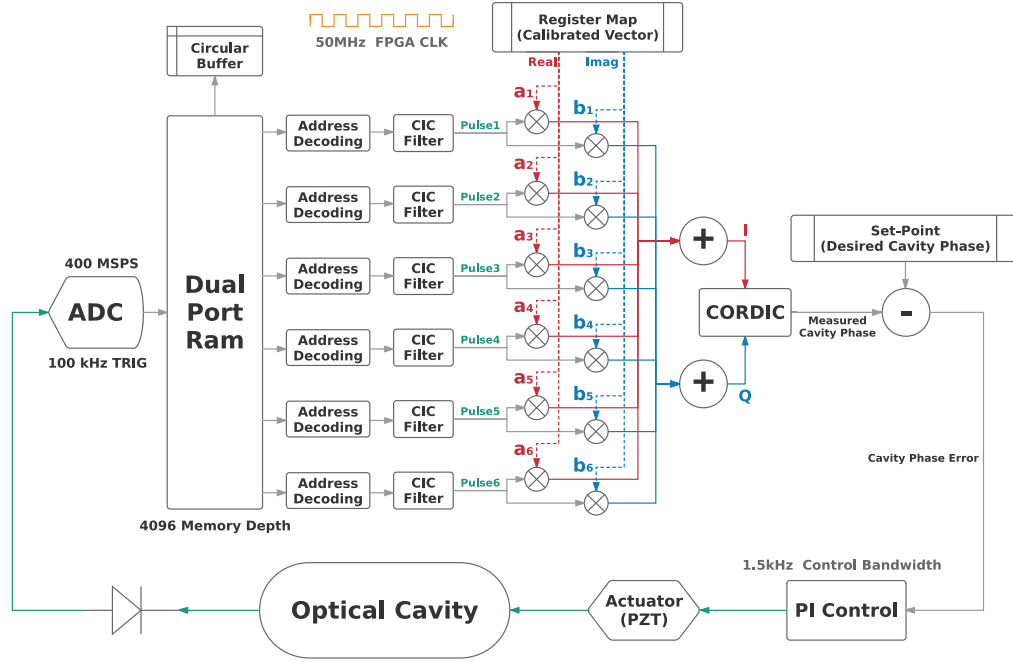 50MHz FPGA CLK
Circular
Buffer
Register Map
(Calibrated Vector)
Real
Imag
400 MSPS
ADC
100 kHz TRIG
Dual
Port
Ram
4096 Memory Depth
Address
Decoding
CIC
Filter
Pulse1
a1
b1
Address
Decoding
CIC
Filter
Pulse2
a2
b2
Address
Decoding
CIC
Filter
Pulse3
a3
b3
Address
Decoding
CIC
Filter
Pulse4
a4
b4
Address
Decoding
CIC
Filter
Pulse5
a5
b5
Address
Decoding
CIC
Filter
Pulse6
a6
b6
+
I
+
Q
CORDIC
Measured
Cavity Phase
Set-Point
(Desired Cavity Phase)
-
Cavity Phase Error
1.5kHz Control Bandwidth
PI Control
Actuator
(PZT)
Optical Cavity